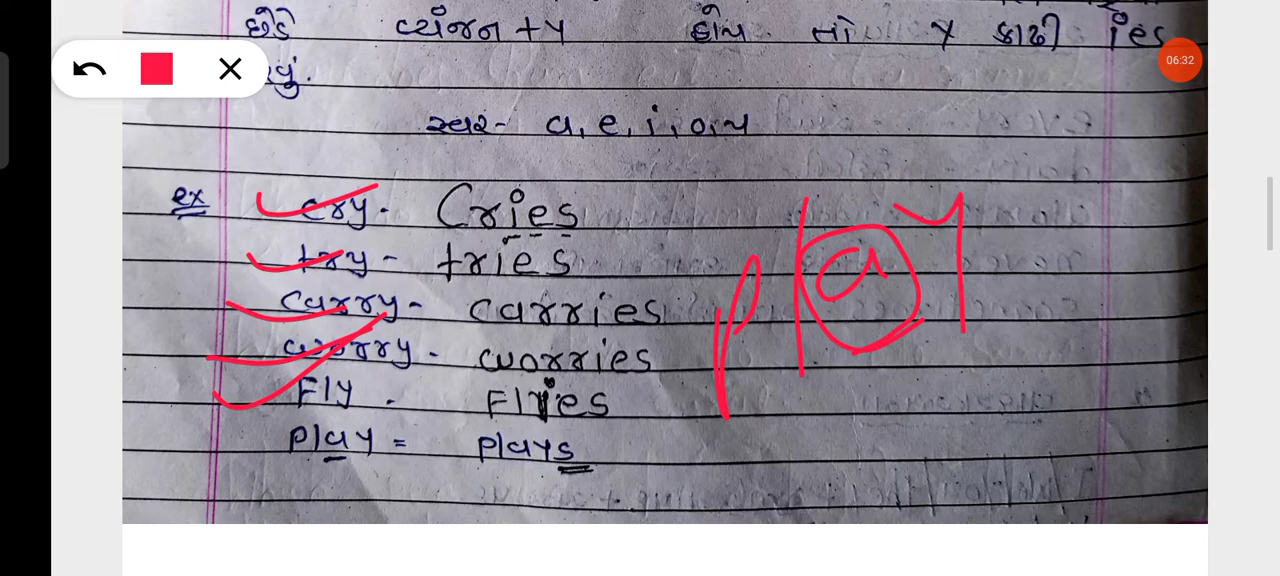 છેડે વ્યંજન + y હોય તો y કાઢી ies
06:32
સ્વર - a, e, i, o, u
ex cry - Cries
try - tries
carry - carries
worry - worries
Fly - Flies
play = plays
play